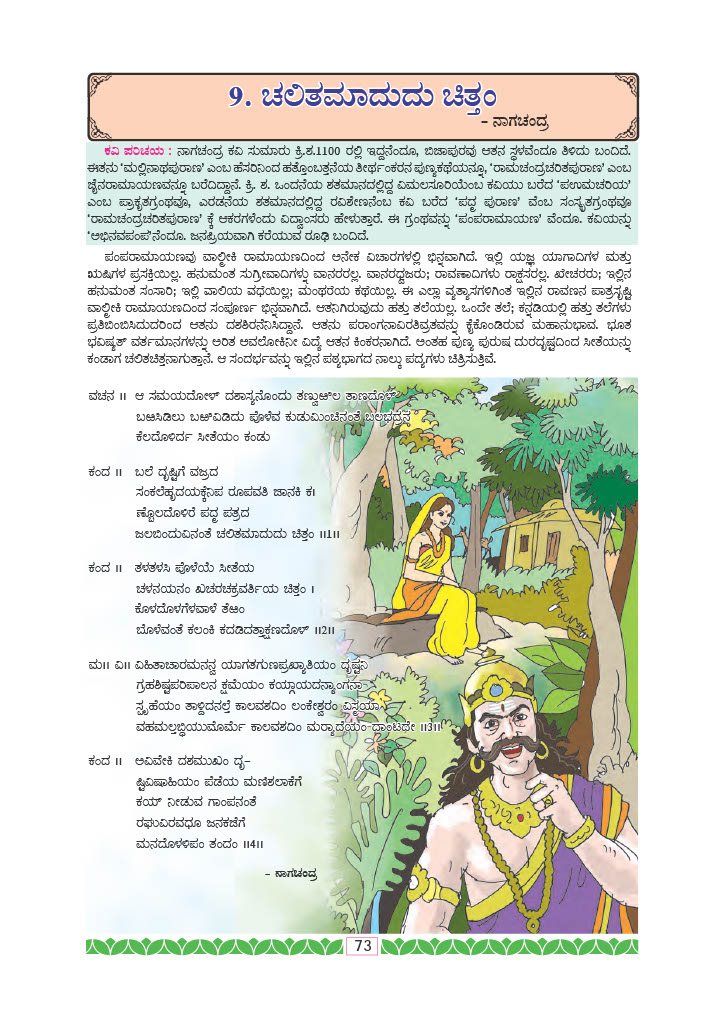 9. ಚಲಿತಮಾದುದು ಚಿತ್ತಂ
– ನಾಗಚಂದ್ರ
ಕವಿ ಪರಿಚಯ : ನಾಗಚಂದ್ರ ಕವಿ ಸುಮಾರು ಕ್ರಿ.ಶ.1100 ರಲ್ಲಿ ಇದ್ದನೆಂದೂ, ಬಿಜಾಪುರವು ಆತನ ಸ್ಥಳವೆಂದೂ ತಿಳಿದು ಬಂದಿದೆ.
ಈತನು ‘ಮಲ್ಲಿನಾಥಪುರಾಣ’ ಎಂಬ ಹೆಸರಿನಿಂದ ಹತ್ತೊಂಬತ್ತನೆಯ ತೀರ್ಥಂಕರನ ಪುಣ್ಯಕಥೆಯನ್ನೂ, ‘ರಾಮಚಂದ್ರಚರಿತಪುರಾಣ’ ಎಂಬ
ಜೈನರಾಮಾಯಣವನ್ನೂ ಬರೆದಿದ್ದಾನೆ. ಕ್ರಿ. ಶ. ಒಂದನೆಯ ಶತಮಾನದಲ್ಲಿದ್ದ ವಿಮಲಸೂರಿಯೆಂಬ ಕವಿಯು ಬರೆದ ‘ಪಉಮಚರಿಯ’
ಎಂಬ ಪ್ರಾಕೃತಗ್ರಂಥವೂ, ಎರಡನೆಯ ಶತಮಾನದಲ್ಲಿದ್ದ ರವಿಶೇಣನೆಂಬ ಕವಿ ಬರೆದ ‘ಪದ್ಮ ಪುರಾಣ’ ವೆಂಬ ಸಂಸ್ಕೃತಗ್ರಂಥವೂ
‘ರಾಮಚಂದ್ರಚರಿತಪುರಾಣ’ ಕ್ಕೆ ಆಕರಗಳೆಂದು ವಿದ್ವಾಂಸರು ಹೇಳುತ್ತಾರೆ. ಈ ಗ್ರಂಥವನ್ನು ‘ಪಂಪರಾಮಾಯಣ’ ವೆಂದೂ. ಕವಿಯನ್ನು
‘ಅಭಿನವಪಂಪ’ನೆಂದೂ. ಜನಪ್ರಿಯವಾಗಿ ಕರೆಯುವ ರೂಢಿ ಬಂದಿದೆ.
ಪಂಪರಾಮಾಯಣವು ವಾಲ್ಮೀಕಿ ರಾಮಾಯಣದಿಂದ ಅನೇಕ ವಿಚಾರಗಳಲ್ಲಿ ಭಿನ್ನವಾಗಿದೆ. ಇಲ್ಲಿ ಯಜ್ಞ ಯಾಗಾದಿಗಳ ಮತ್ತು
ಋಷಿಗಳ ಪ್ರಸಕ್ತಿಯಿಲ್ಲ. ಹನುಮಂತ ಸುಗ್ರೀವಾದಿಗಳು ವಾನರರಲ್ಲ. ವಾನರಧ್ವಜರು; ರಾವಣಾದಿಗಳು ರಾಕ್ಷಸರಲ್ಲ. ಖೇಚರರು; ಇಲ್ಲಿನ
ಹನುಮಂತ ಸಂಸಾರಿ; ಇಲ್ಲಿ ವಾಲಿಯ ವಧೆಯಿಲ್ಲ; ಮಂಥರೆಯ ಕಥೆಯಿಲ್ಲ. ಈ ಎಲ್ಲಾ ವ್ಯತ್ಯಾಸಗಳಿಗಿಂತ ಇಲ್ಲಿನ ರಾವಣನ ಪಾತ್ರಸೃಷ್ಟಿ
ವಾಲ್ಮೀಕಿ ರಾಮಾಯಣದಿಂದ ಸಂಪೂರ್ಣ ಭಿನ್ನವಾಗಿದೆ. ಆತನಿಗಿರುವುದು ಹತ್ತು ತಲೆಯಲ್ಲ. ಒಂದೇ ತಲೆ; ಕನ್ನಡಿಯಲ್ಲಿ ಹತ್ತು ತಲೆಗಳು
ಪ್ರತಿಬಿಂಬಿಸಿದುದರಿಂದ ಆತನು ದಶಶಿರನೆನಿಸಿದ್ದಾನೆ. ಆತನು ಪರಾಂಗನಾವಿರತಿವ್ರತವನ್ನು ಕೈಕೊಂಡಿರುವ ಮಹಾನುಭಾವ. ಭೂತ
ಭವಿಷ್ಯತ್ ವರ್ತಮಾನಗಳನ್ನು ಅರಿತ ಅವಲೋಕಿನೀ ವಿದ್ಯೆ ಆತನ ಕಿಂಕರನಾಗಿದೆ. ಅಂತಹ ಪುಣ್ಯ ಪುರುಷ ದುರದೃಷ್ಟದಿಂದ ಸೀತೆಯನ್ನು
ಕಂಡಾಗ ಚಲಿತಚಿತ್ತನಾಗುತ್ತಾನೆ. ಆ ಸಂದರ್ಭವನ್ನು ಇಲ್ಲಿನ ಪಠ್ಯಭಾಗದ ನಾಲ್ಕು ಪದ್ಯಗಳು ಚಿತ್ರಿಸುತ್ತಿವೆ.
ವಚನ ।। ಆ ಸಮಯದೋಳ್ ದಶಾಸ್ಯನೊಂದು ತಣ್ಪುೞಿಲ ತಾಣದೊಳ್
ಬಱಸಿಡಿಲು ಬೞಿವಿಡಿದು ಪೊಳೆವ ಕುಡುಮಿಂಚಿನಂತೆ ಬಲಭದ್ರನ
ಕೆಲದೊಳಿರ್ದ ಸೀತೆಯಂ ಕಂಡು
ಕಂದ ।। ಬಲೆ ದೃಷ್ಟಿಗೆ ವಜ್ರದ
ಸಂಕಲೆಹೃದಯಕ್ಕೆನಿಪ ರೂಪವತಿ ಜಾನಕಿ ಕ।
ಣ್ಬೊಲದೊಳಿರೆ ಪದ್ಮ ಪತ್ರದ
ಜಲಬಿಂದುವಿನಂತೆ ಚಲಿತಮಾದುದು ಚಿತ್ತಂ ।।1।।
ಕಂದ ।। ತಳತಳಸಿ ಪೊಳೆಯೆ ಸೀತೆಯ
ಚಳನಯನಂ ಖಚರಚಕ್ರವರ್ತಿಯ ಚಿತ್ತಂ ।
ಕೊಳದೊಳಗೆಳವಾಳೆ ತೆಱಂ
ಬೊಳೆವಂತೆ ಕಲಂಕಿ ಕದಡಿದತ್ತಾಕ್ಷಣದೊಳ್ ।।2।।
ಮ।। ವಿ।। ವಿಹಿತಾಚಾರಮನನ್ವ ಯಾಗತಗುಣಪ್ರಖ್ಯಾತಿಯಂ ದುಷ್ಟನಿ
ಗ್ರಹಶಿಷ್ಟಪರಿಪಾಲನ ಕ್ಷಮೆಯಂ ಕಯ್ಗಾಯದನ್ಯಾಂಗನಾ
ಸ್ಪೃಹೆಯಂ ತಾಳ್ದಿದನಲ್ತೆ ಕಾಲವಶದಿಂ ಲಂಕೇಶ್ವರಂ ವಿಸ್ಮಯಾ
ವಹಮಲ್ತಬ್ಧಿಯುಮೊರ್ಮೆ ಕಾಲವಶದಿಂ ಮರ‍್ಯಾದೆಯಂ ದಾಂಟದೇ ।।3।।
ಕಂದ ।। ಅವಿವೇಕಿ ದಶಮುಖಂ ದೃ–
ಷ್ಟಿವಿಷಾಹಿಯಂ ಪೆಡೆಯ ಮಣಿಶಲಾಕೆಗೆ
ಕಯ್ ನೀಡುವ ಗಾಂಪನಂತೆ
ರಘುವಿರವಧೂ ಜನಕಜೆಗೆ
ಮನದೊಳಳಿಪಂ ತಂದಂ ।।4।।
– ನಾಗಚಂದ್ರ
73